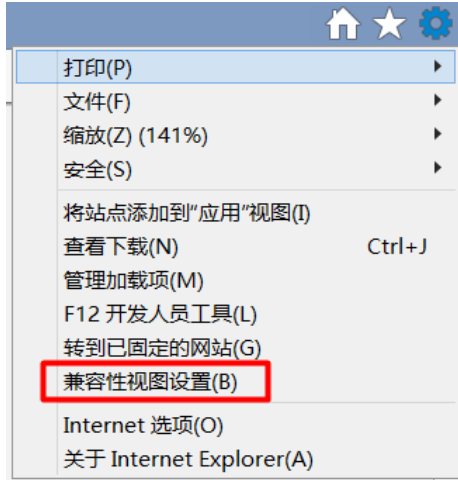 打印(P)
文件(F)
缩放(Z) (141%)
安全(S)
将站点添加到“应用”视图(I)
查看下载(N) Ctrl+J
管理加载项(M)
F12 开发人员工具(L)
转到已固定的网站(G)
兼容性视图设置(B)
Internet 选项(O)
关于 Internet Explorer(A)